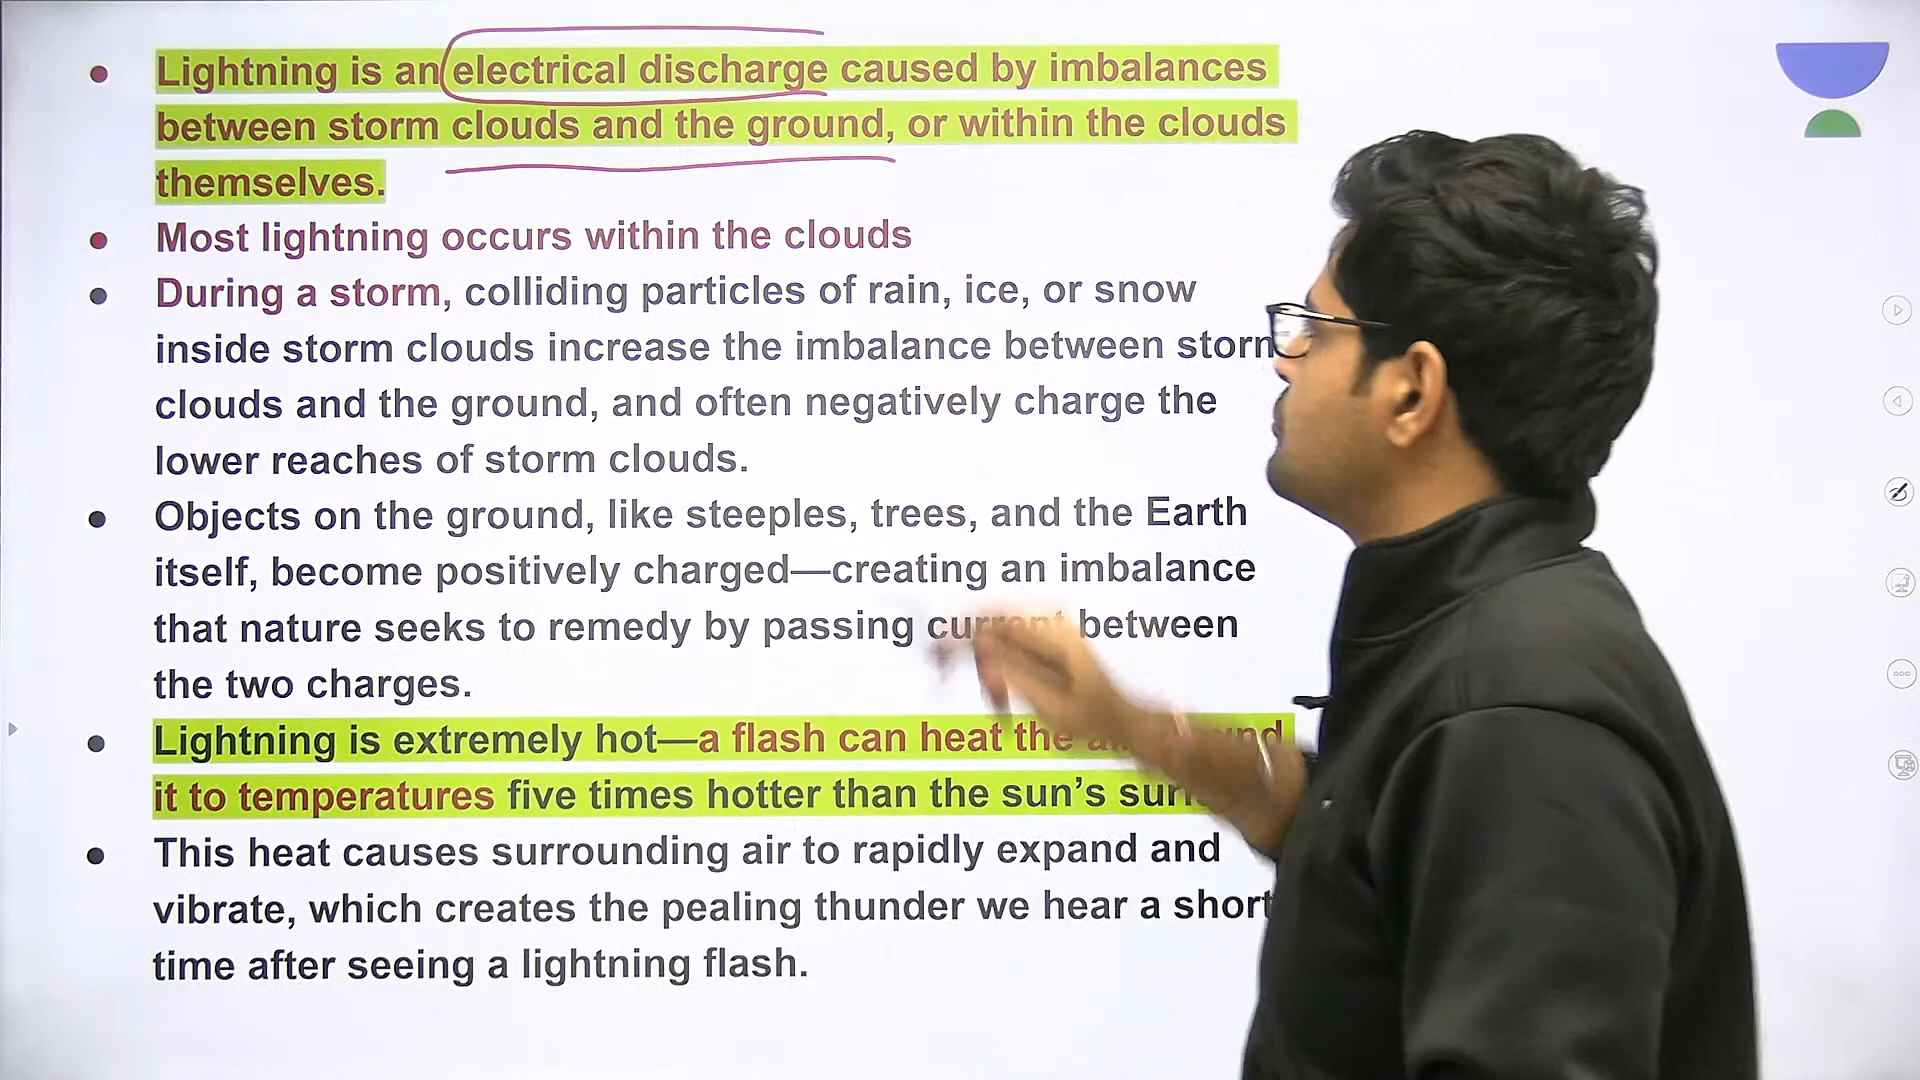 Lightning is an electrical discharge caused by imbalances
between storm clouds and the ground, or within the clouds
themselves.
Most lightning occurs within the clouds
During a storm, colliding particles of rain, ice, or snow
inside storm clouds increase the imbalance between storm
clouds and the ground, and often negatively charge the
lower reaches of storm clouds.
Objects on the ground, like steeples, trees, and the Earth
itself, become positively charged—creating an imbalance
that nature seeks to remedy by passing current between
the two charges.
Lightning is extremely hot—a flash can heat the
it to temperatures five times hotter than the sun’s
This heat causes surrounding air to rapidly expand and
vibrate, which creates the pealing thunder we hear a short
time after seeing a lightning flash.